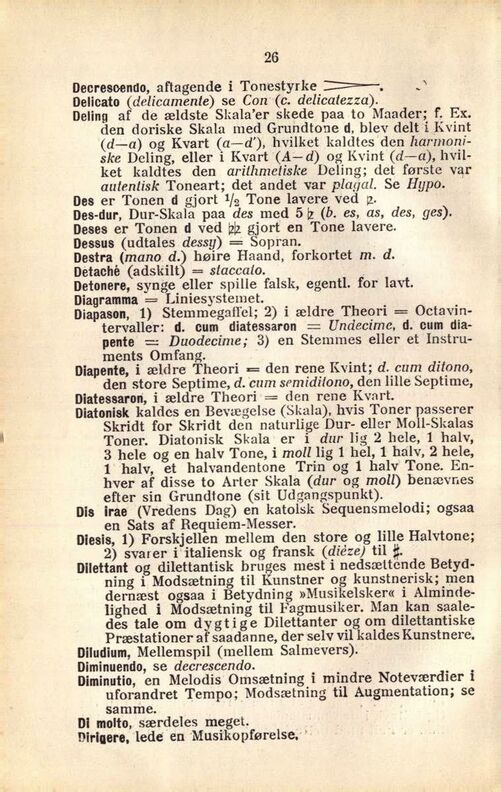 26
Decrescendo, aftagende i Tonestyrke >.
Delicato (delicamente) se Con (c. delicatezza).
Deling af de ældste Skala'er skede paa to Maader; f. Ex.
den doriske Skala med Grundtone d, blev delt i Kvint
(d—a) og Kvart (a—d'), hvilket kaldtes den harmoni-
ske Deling, eller i Kvart (A—d) og Kvint (d—a), hvil-
ket kaldtes den arithmetiske Deling; det første var
autentisk Toneart; det andet var plagal. Se Hypo.
Des er Tonen d gjort 1/2 Tone lavere ved ♭.
Des-dur, Dur-Skala paa des med 5 ♭ (b. es, as, des, ges).
Deses er Tonen d ved ♭♭ gjort en Tone lavere.
Dessus (udtales dessy) = Sopran.
Destra (mano d.) høire Haand, forkortet m. d.
Detaché (adskilt) = staccato.
Detonere, synge eller spille falsk, egentl. for lavt.
Diagramma = Liniesystemet.
Diapason, 1) Stemmegaffel; 2) i ældre Theori = Octavin-
tervaller: d. cum diatessaron = Undecime, d. cum dia-
pente = Duodecime; 3) en Stemmes eller et Instru-
ments Omfang.
Diapente, i ældre Theori = den rene Kvint; d. cum ditono,
den store Septime, d. cum semiditono, den lille Septime,
Diatessaron, i ældre Theori = den rene Kvart.
Diatonisk kaldes en Bevægelse (Skala), hvis Toner passerer
Skridt for Skridt den naturlige Dur- eller Moll-Skalas
Toner. Diatonisk Skala er i dur lig 2 hele, 1 halv,
3 hele og en halv Tone, i moll lig 1 hel, 1 halv, 2 hele,
1 halv, et halvandentone Trin og 1 halv Tone. En-
hver af disse to Arter Skala (dur og moll) benævnes
efter sin Grundtone (sit Udgangspunkt).
Dis irae (Vredens Dag) en katolsk Sequensmelodi; ogsaa
en Sats af Requiem-Messer.
Diesis, 1) Forskjellen mellem den store og lille Halvtone;
2) svarer i italiensk og fransk (dièze) til ♯.
Dilettant og dilettantisk bruges mest i nedsættende Betyd-
ning i Modsætning til Kunstner og kunstnerisk; men
dernæst ogsaa i Betydning »Musikelsker« i Alminde-
lighed i Modsætning til Fagmusiker. Man kan saale-
des tale om dygtige Dilettanter og om dilettantiske
Præstationer af saadanne, der selv vil kaldes Kunstnere.
Diludium, Mellemspil (mellem Salmevers).
Diminuendo, se decrescendo.
Diminutio, en Melodis Omsætning i mindre Noteværdier i
uforandret Tempo; Modsætning til Augmentation; se
samme.
Di molto, særdeles meget.
Dirigere, lede en Musikopførelse.